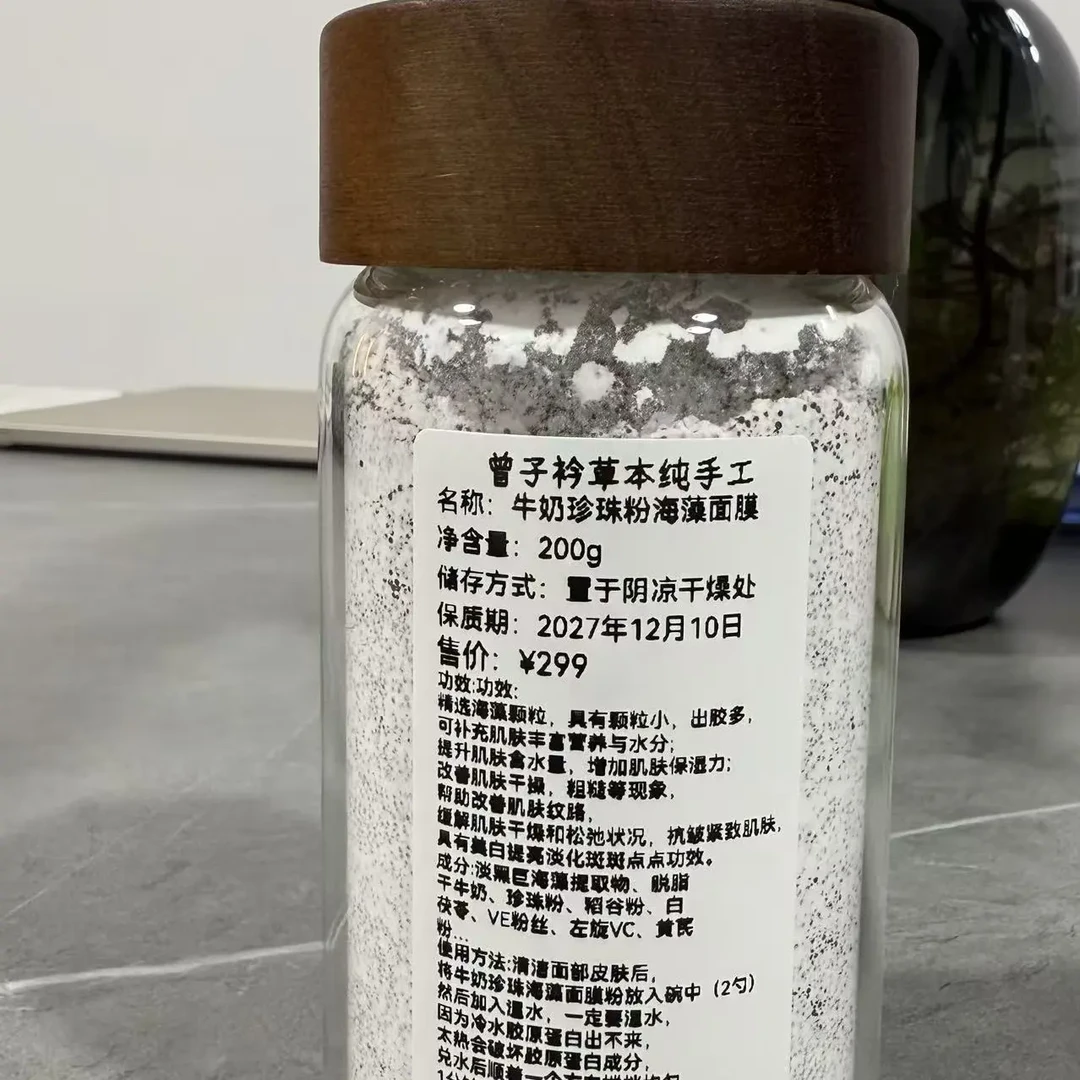 曾子衿草本纯手工
名称：牛奶珍珠粉海藻面膜
净含量：200g
储存方式：置于阴凉干燥处
保质期：2027年12月10日
售价：¥299
功效:功效:
精选海藻颗粒，具有颗粒小，出胶多，
可补充肌肤丰富营养与水分；
提升肌肤含水量，增加肌肤保湿力；
改善肌肤干操，粗糙等现象，
帮助改善肌肤纹路，
缓解肌肤干燥和松弛状况，抗皱紧致肌肤，
具有美白提亮淡化斑斑点点功效。
成分:淡黑巨海藻提取物、脱脂
干牛奶、珍珠粉、稻谷粉、白
茯苓、VE粉丝、左旋VC、黄芪
粉...
使用方法:清洁面部皮肤后，
将牛奶珍珠海藻面膜粉放入碗中（2勺）
然后加入温水，一定要温水，
因为冷水胶原蛋白出不来，
太热会破坏胶原蛋白成分，
兑水后顺着一个方向